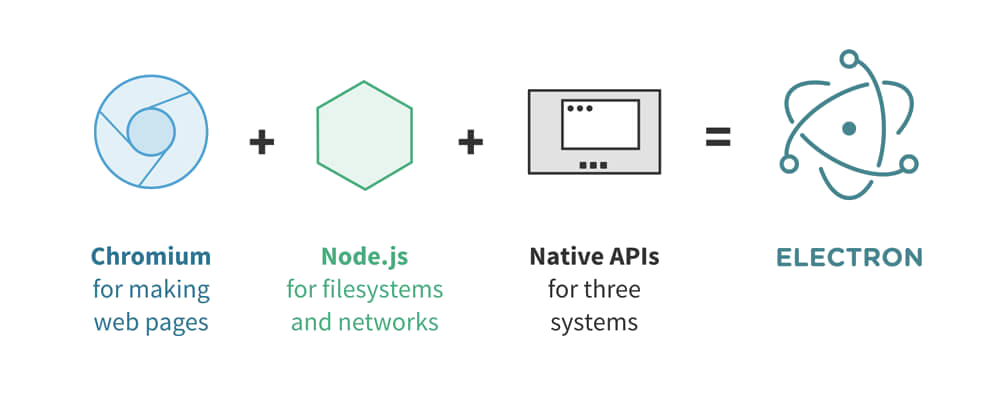 + + =
Chromium
for making
web pages
Node.js
for filesystems
and networks
Native APIs
for three
systems
ELECTRON